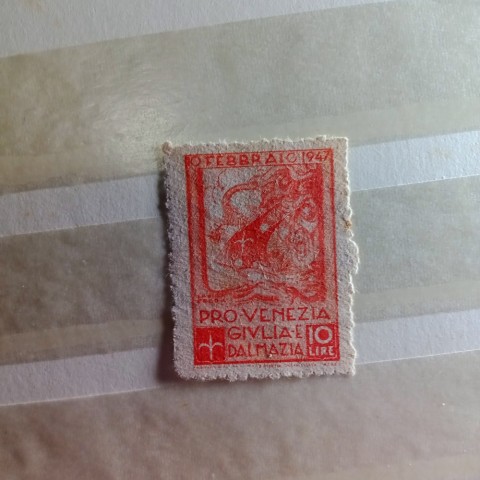 10 FEBBRAIO 1947
PRO VENEZIA
GIVLIA E
DALMAZIA
10
LIRE